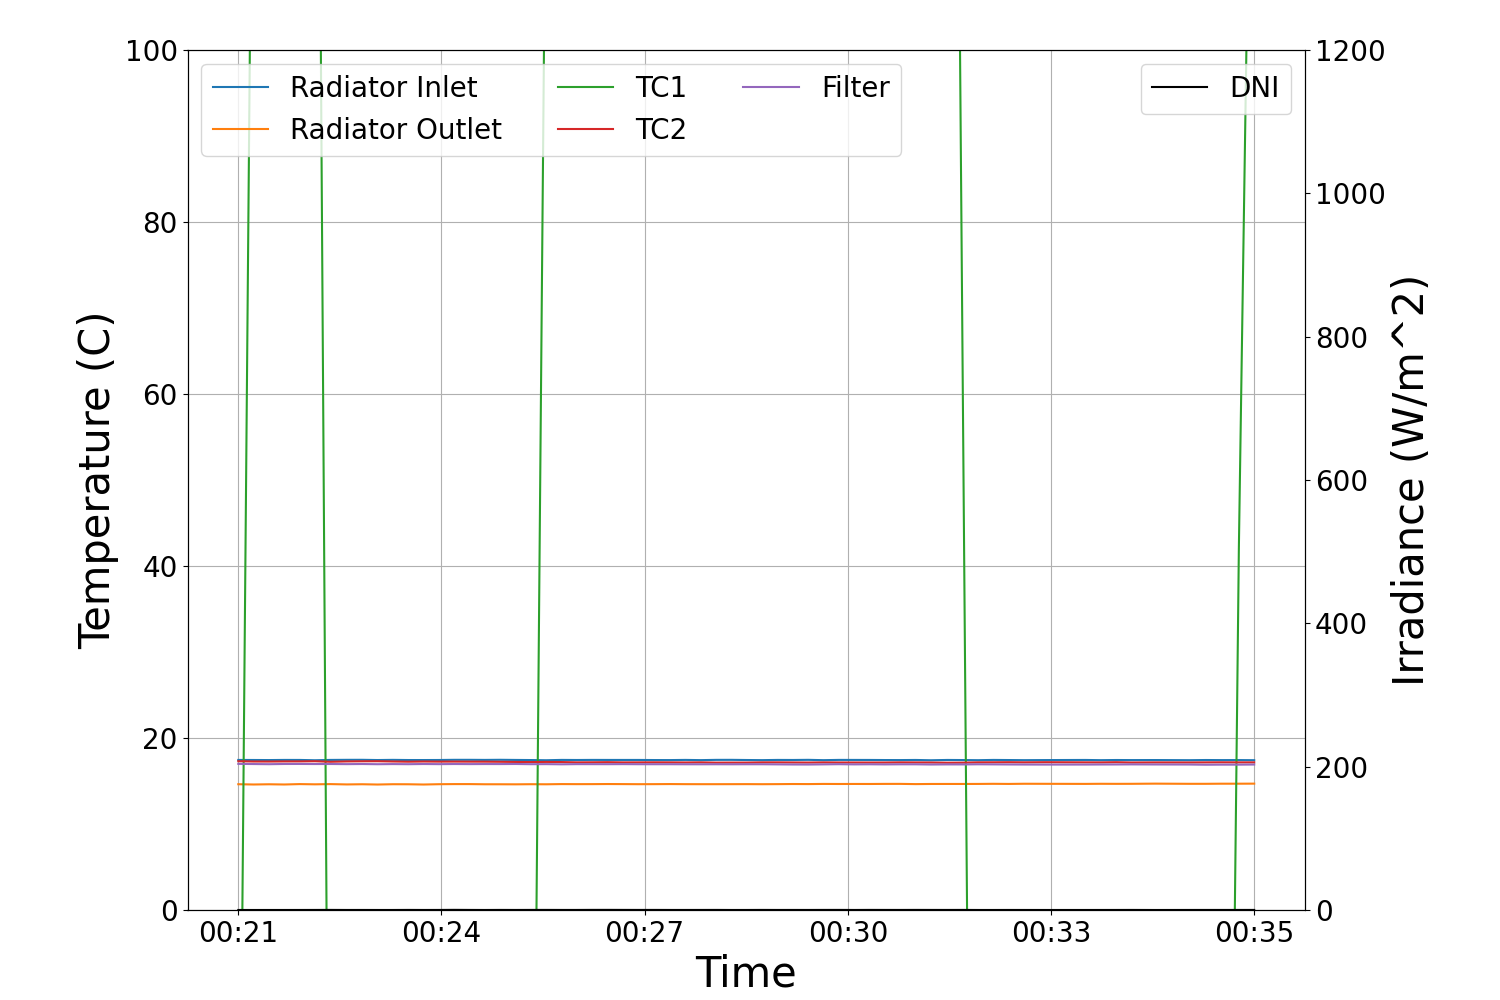 100
80
60
40
20
0
Temperature (C)
Radiator Inlet
Radiator Outlet
TC1
TC2
Filter
DNI
1200
1000
800
600
400
200
0
Irradiance (W/m^2)
00:21 00:24 00:27 00:30 00:33 00:35
Time